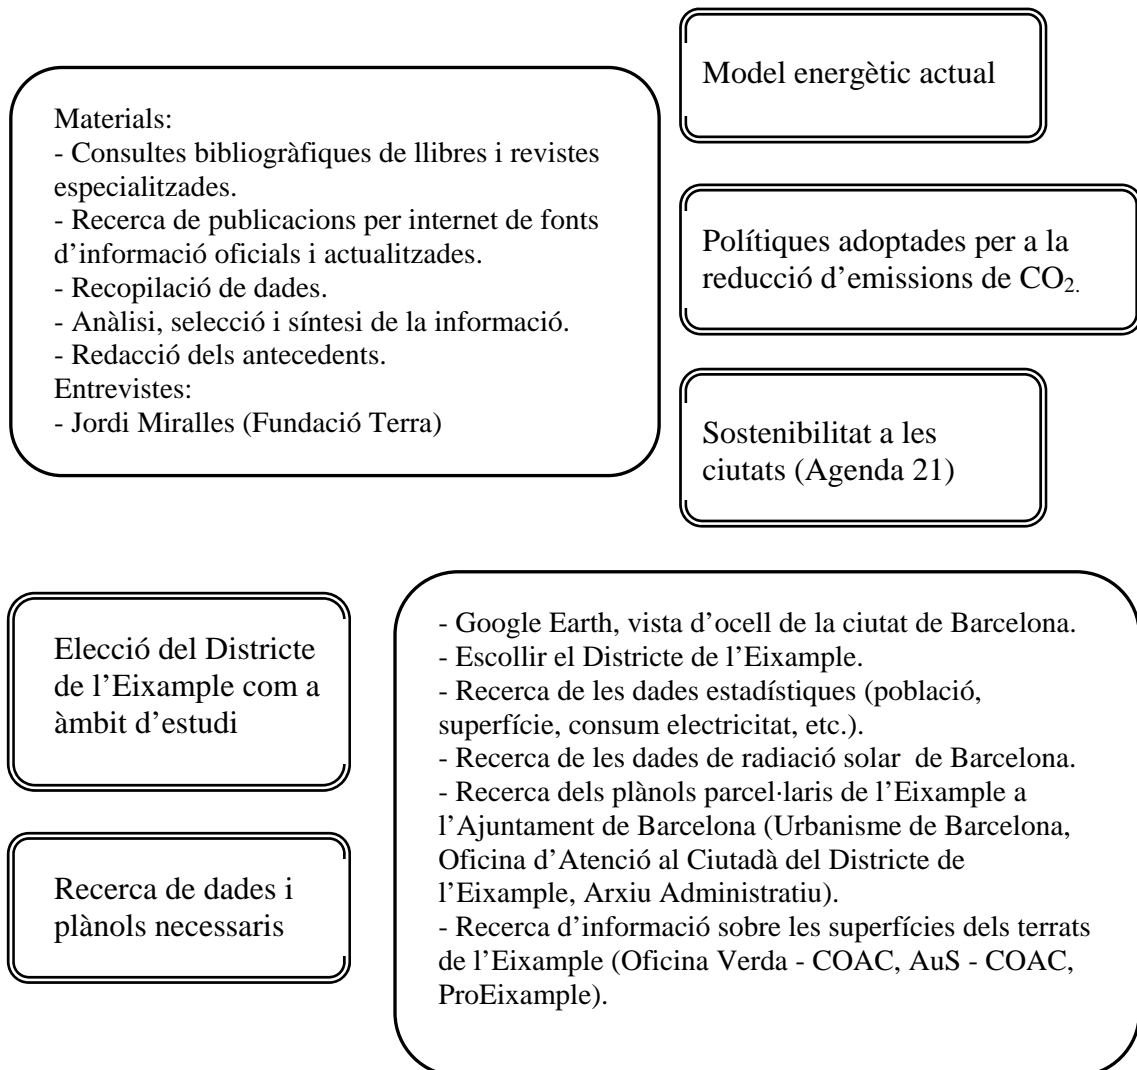 Materials:
- Consultes bibliogràfiques de llibres i revistes
especialitzades.
- Recerca de publicacions per internet de fonts
d’informació oficials i actualitzades.
- Recopilació de dades.
- Anàlisi, selecció i síntesi de la informació.
- Redacció dels antecedents.
Entrevistes:
- Jordi Miralles (Fundació Terra)
Model energètic actual
Polítiques adoptades per a la
reducció d’emissions de CO₂.
Sostenibilitat a les
ciutats (Agenda 21)
Elecció del Districte
de l’Eixample com a
àmbit d’estudi
Recerca de dades i
plànols necessaris
- Google Earth, vista d’ocell de la ciutat de Barcelona.
- Escollir el Districte de l’Eixample.
- Recerca de les dades estadístiques (població,
superfície, consum electricitat, etc.).
- Recerca de les dades de radiació solar de Barcelona.
- Recerca dels plànols parcel·laris de l’Eixample a
l’Ajuntament de Barcelona (Urbanisme de Barcelona,
Oficina d’Atenció al Ciutadà del Districte de
l’Eixample, Arxiu Administratiu).
- Recerca d’informació sobre les superfícies dels terrats
de l’Eixample (Oficina Verda - COAC, AuS - COAC,
ProEixample).